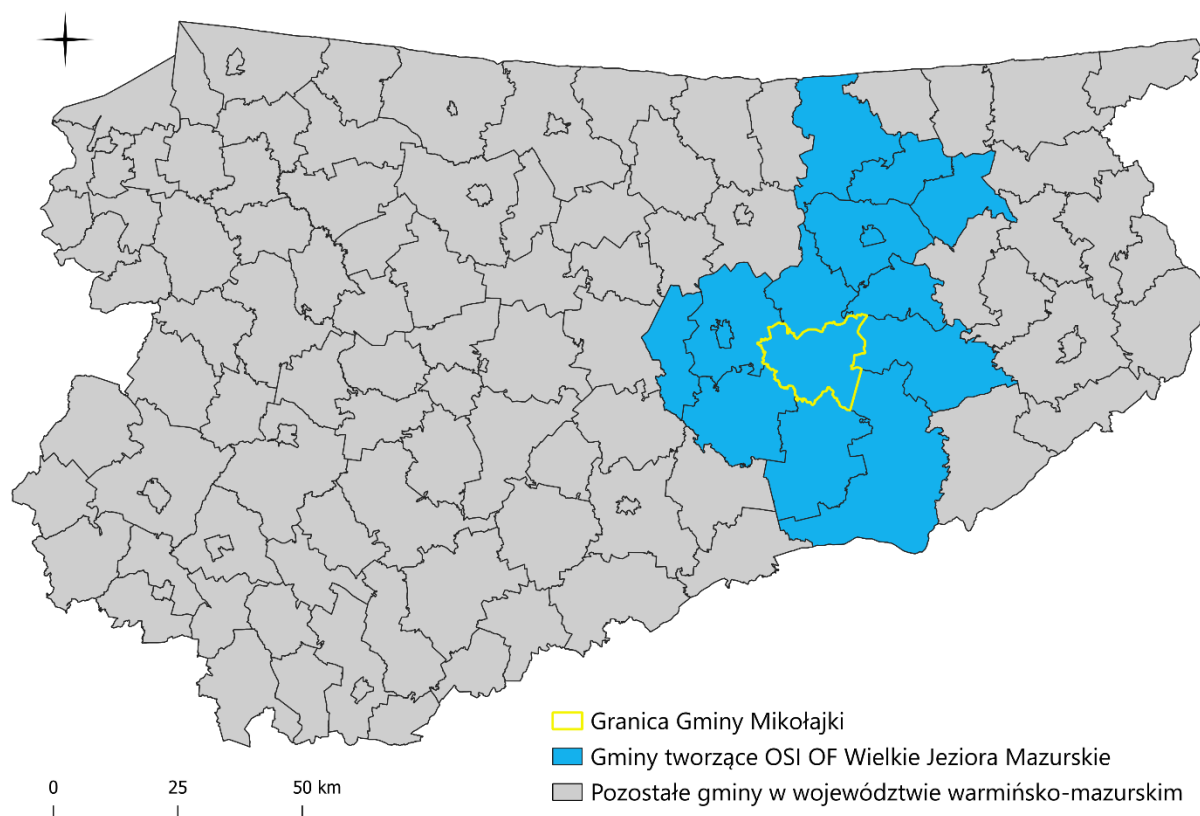 Granica Gminy Mikołajki
Gminy tworzące OSI OF Wielkie Jeziora Mazurskie
Pozostałe gminy w województwie warmińsko-mazurskim
0 25 50 km